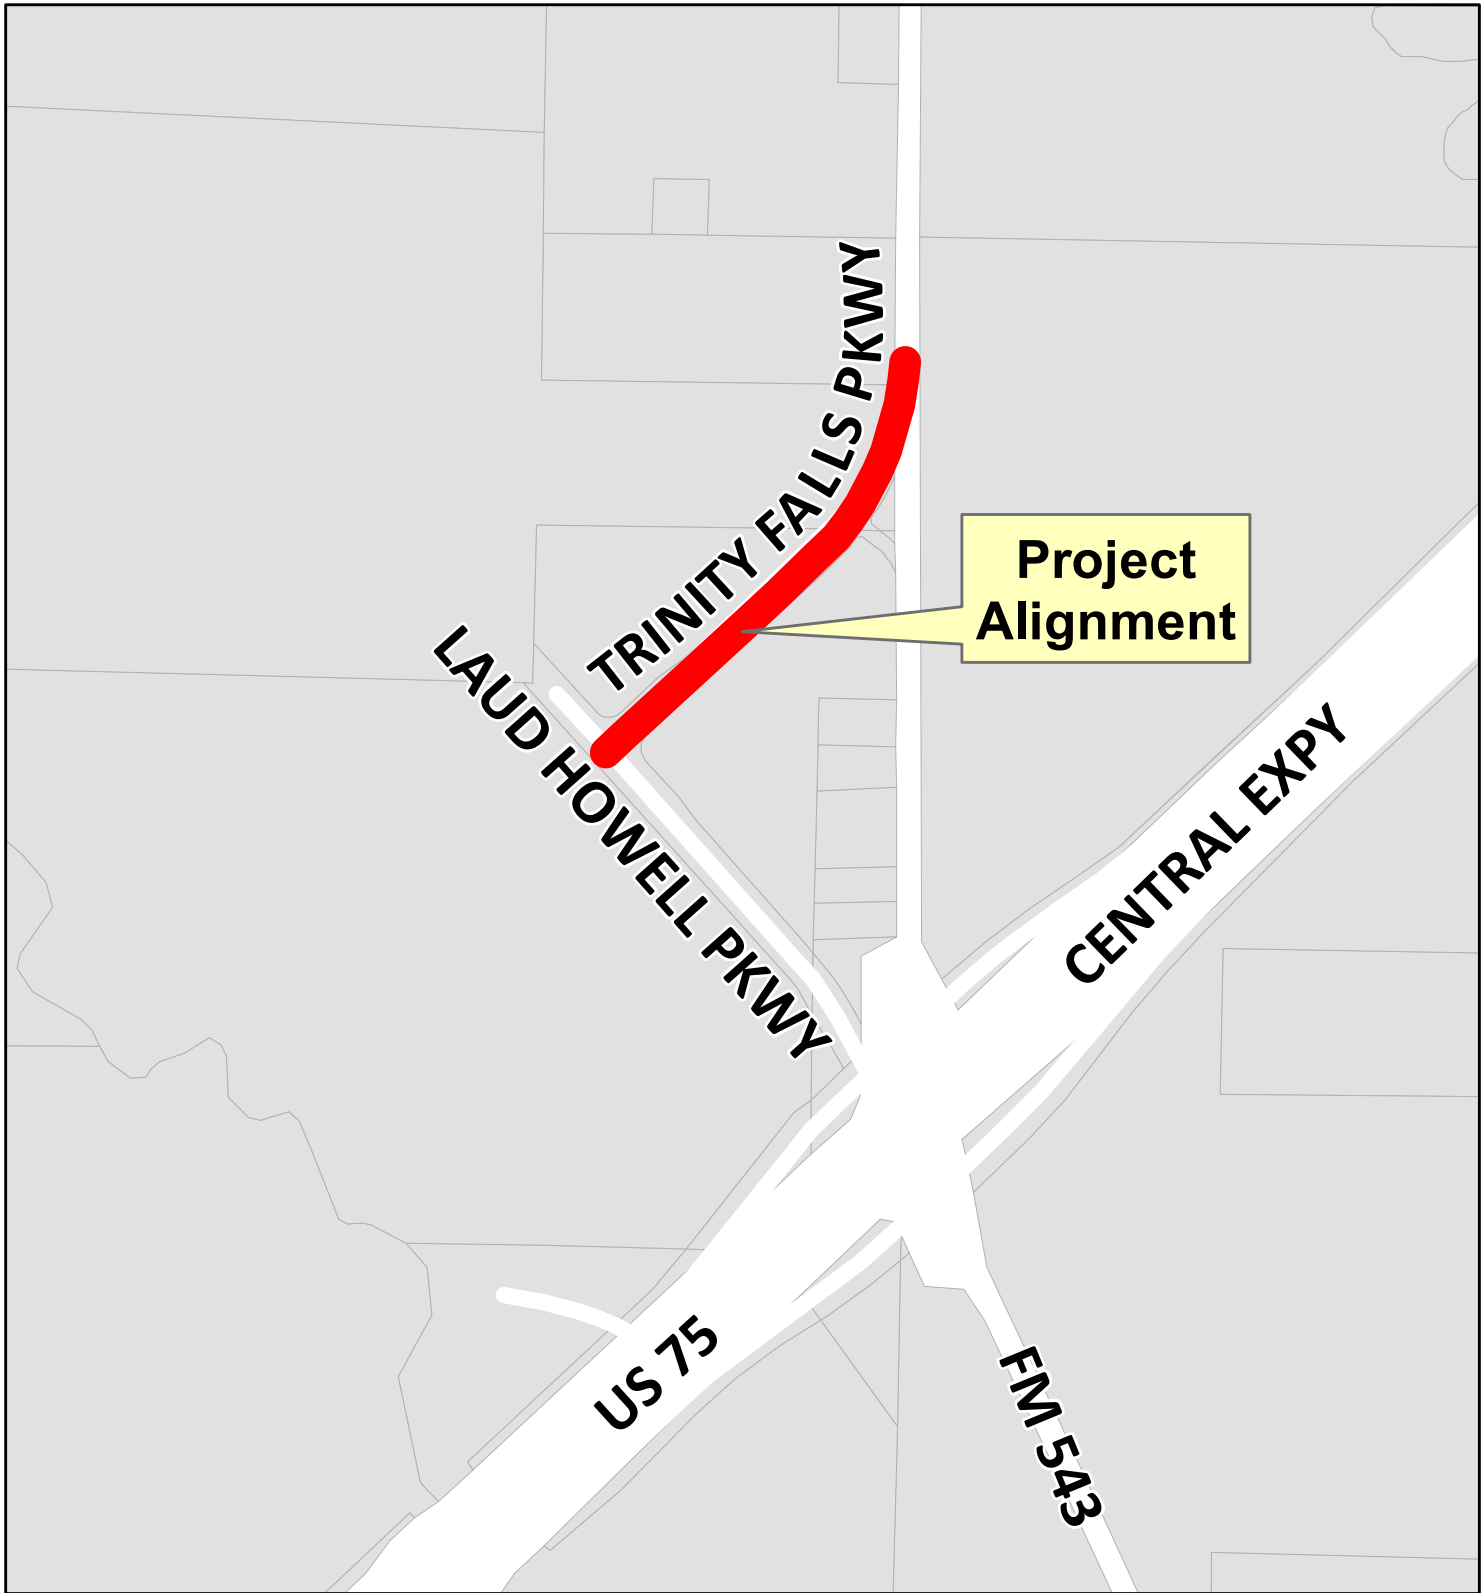 TRINITY FALLS PKWY
Project
Alignment
LAUD HOWELL PKWY
CENTRAL EXPY
US 75
FM 543